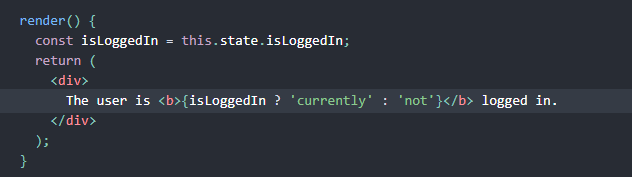 render() {
  const isLoggedIn = this.state.isLoggedIn;
  return (
    <div>
      The user is <b>{isLoggedIn ? 'currently' : 'not'}</b> logged in.
    </div>
  );
}